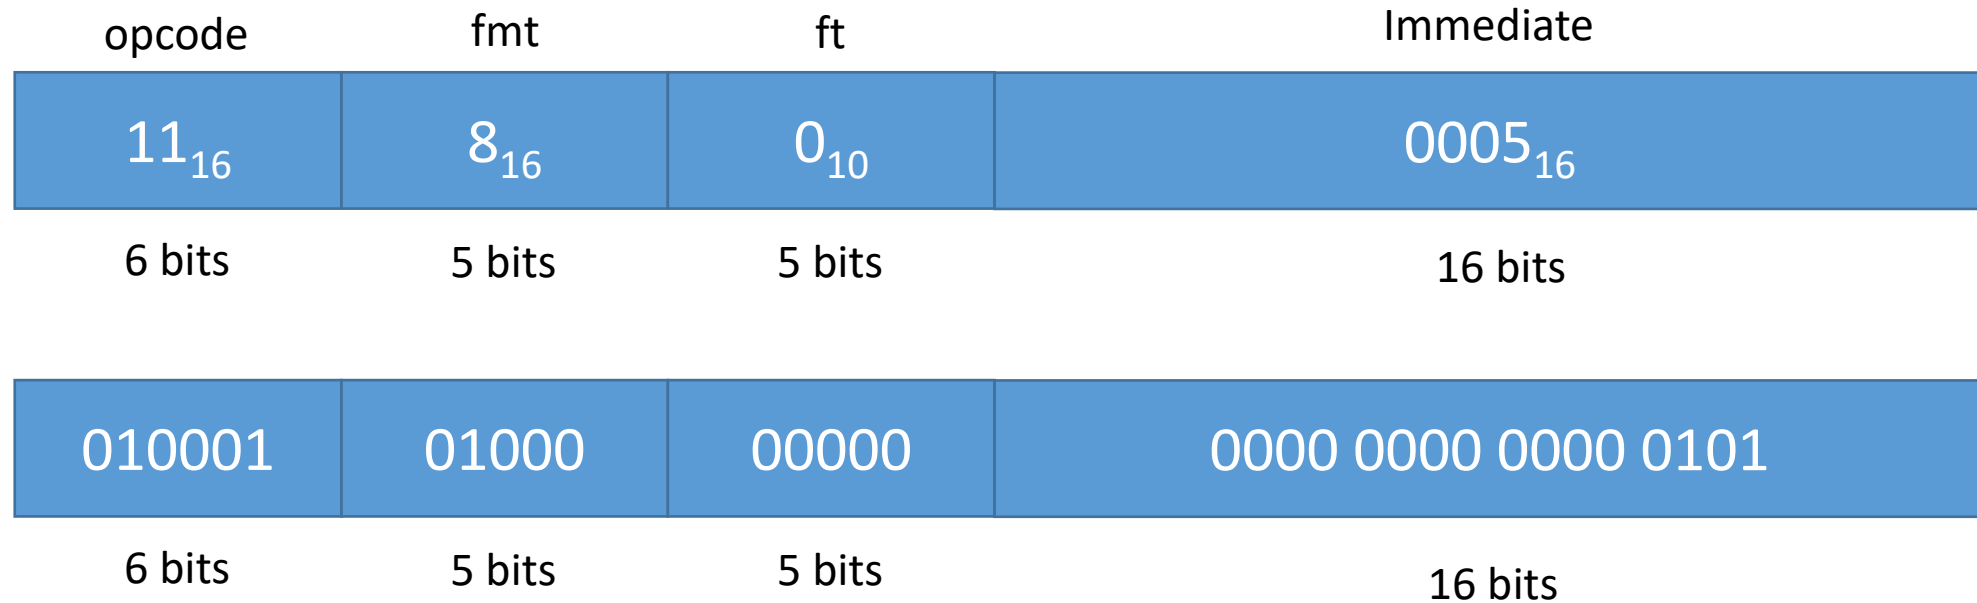 opcode fmt ft Immediate
11₁₆ 8₁₆ 0₁₀ 0005₁₆
6 bits 5 bits 5 bits 16 bits
010001 01000 00000 0000 0000 0000 0101
6 bits 5 bits 5 bits 16 bits